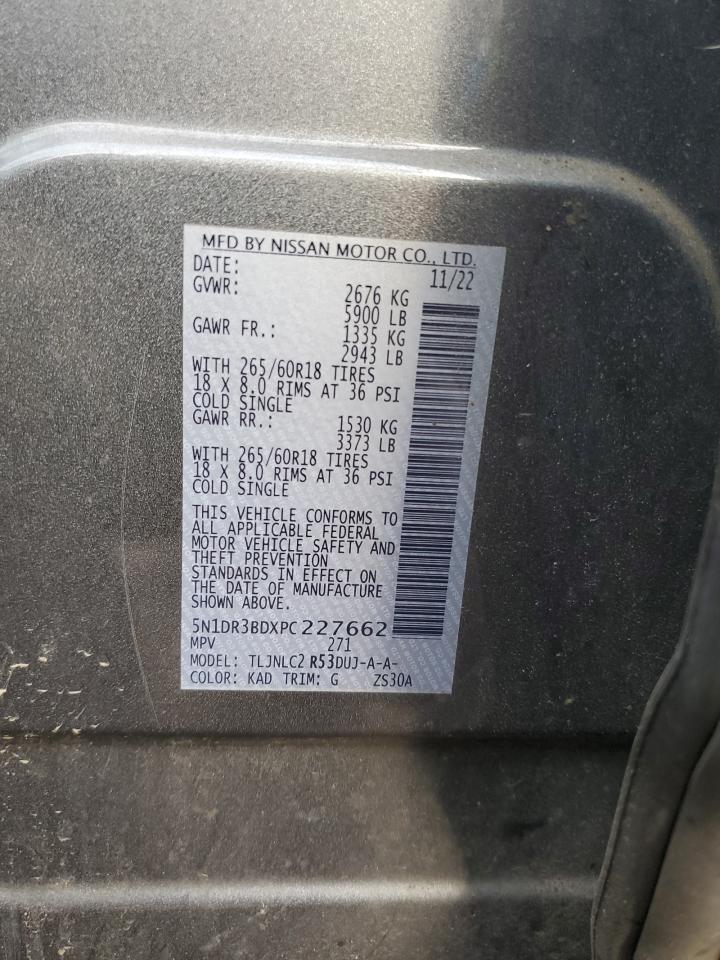 MFD BY NISSAN MOTOR CO., LTD.
DATE: 11/22
GVWR: 2676 KG
5900 LB
GAWR FR.: 1335 KG
2943 LB
WITH 265/60R18 TIRES
18 X 8.0 RIMS AT 36 PSI
COLD SINGLE
GAWR RR.: 1530 KG
3373 LB
WITH 265/60R18 TIRES
18 X 8.0 RIMS AT 36 PSI
COLD SINGLE
THIS VEHICLE CONFORMS TO
ALL APPLICABLE FEDERAL
MOTOR VEHICLE SAFETY AND
THEFT PREVENTION
STANDARDS IN EFFECT ON
THE DATE OF MANUFACTURE
SHOWN ABOVE.
5N1DR3BDXPC227662
MPV 271
MODEL: TLJNLC2 R53DUJ-A-A-
COLOR: KAD TRIM: G ZS30A